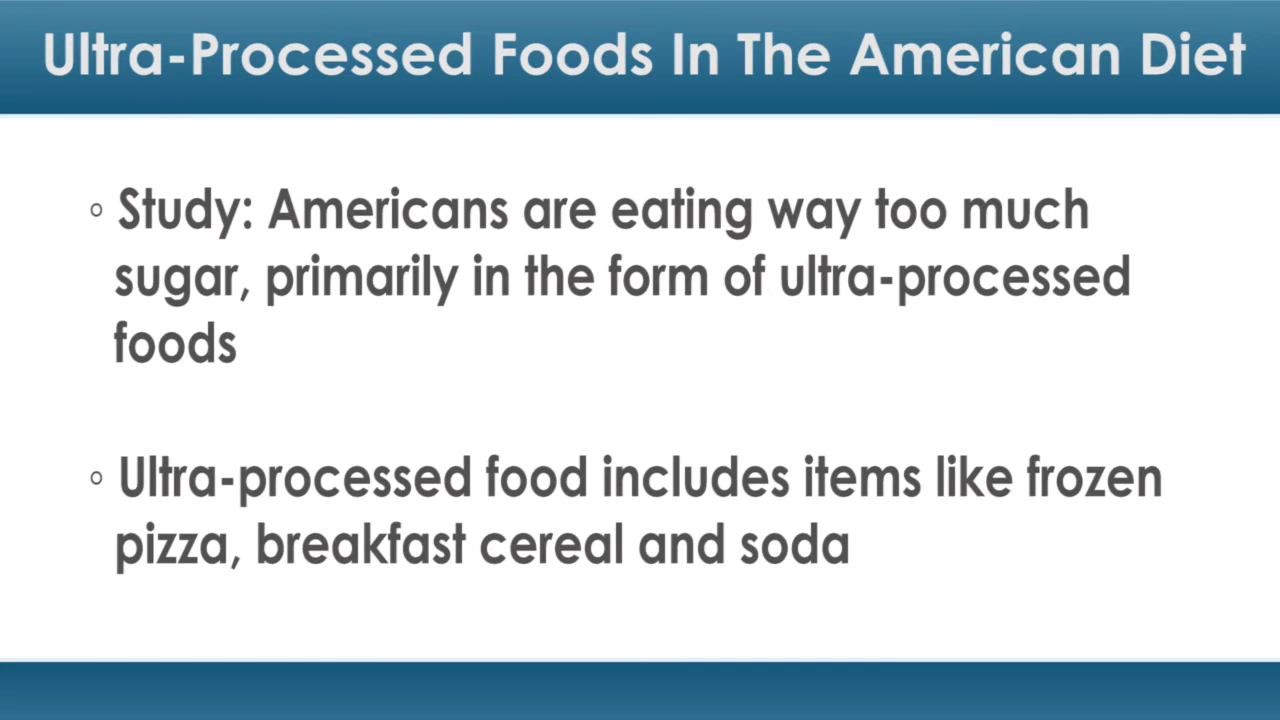 Ultra-Processed Foods In The American Diet
◦ Study: Americans are eating way too much
sugar, primarily in the form of ultra-processed
foods
◦ Ultra-processed food includes items like frozen
pizza, breakfast cereal and soda